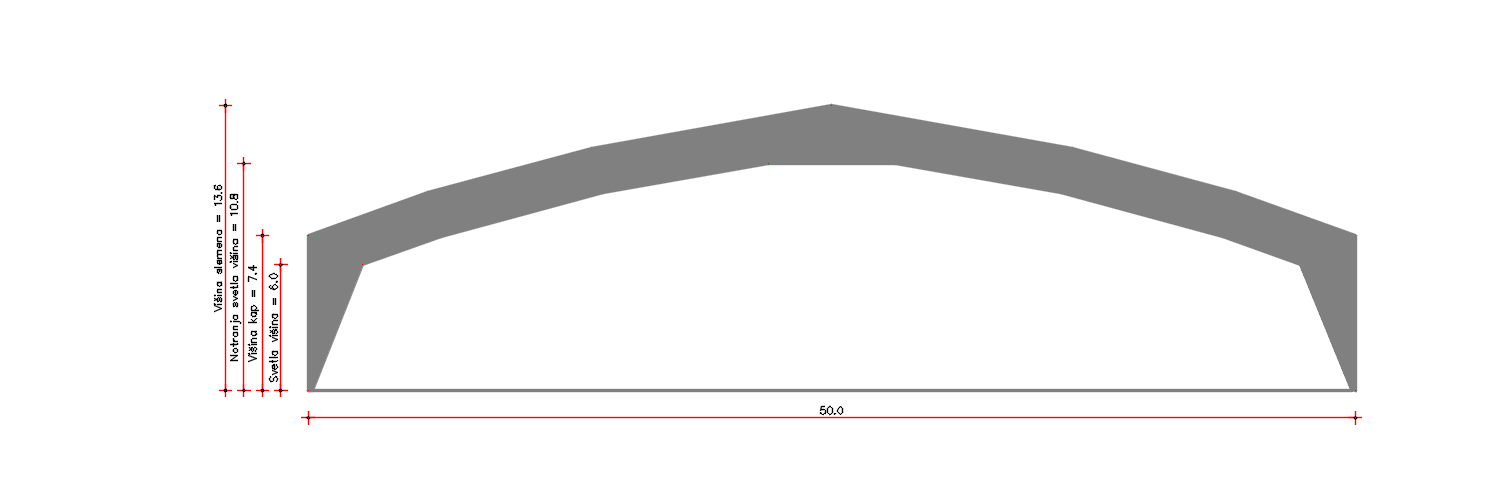 Višina slemena = 13.6
Notranja svetla višina = 10.8
Višina kap = 7.4
Svetla višina = 6.0
50.0